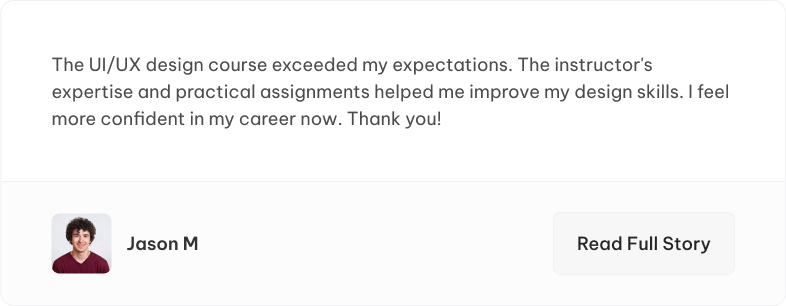 The UI/UX design course exceeded my expectations. The instructor's
expertise and practical assignments helped me improve my design skills. I feel
more confident in my career now. Thank you!
Jason M
Read Full Story